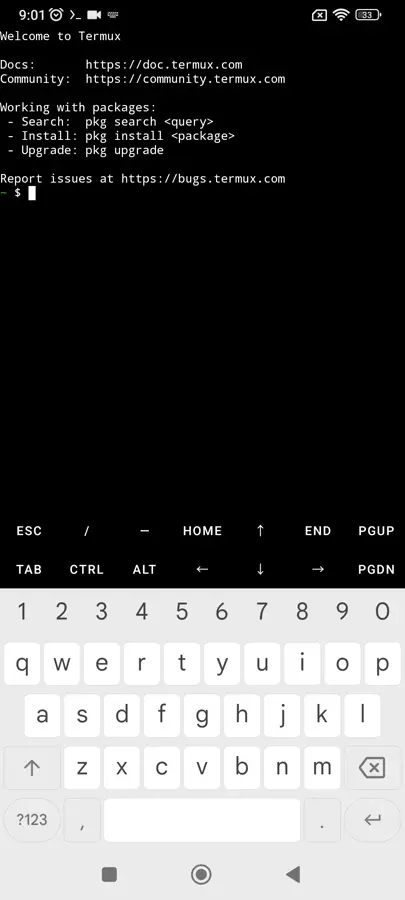 9:01 33
Welcome to Termux
Docs: https://doc.termux.com
Community: https://community.termux.com
Working with packages:
- Search: pkg search <query>
- Install: pkg install <package>
- Upgrade: pkg upgrade
Report issues at https://bugs.termux.com
~ $
ESC / — HOME ↑ END PGUP
TAB CTRL ALT ← ↓ → PGDN
1 2 3 4 5 6 7 8 9 0
q w e r t y u i o p
a s d f g h j k l
z x c v b n m
?123 , .